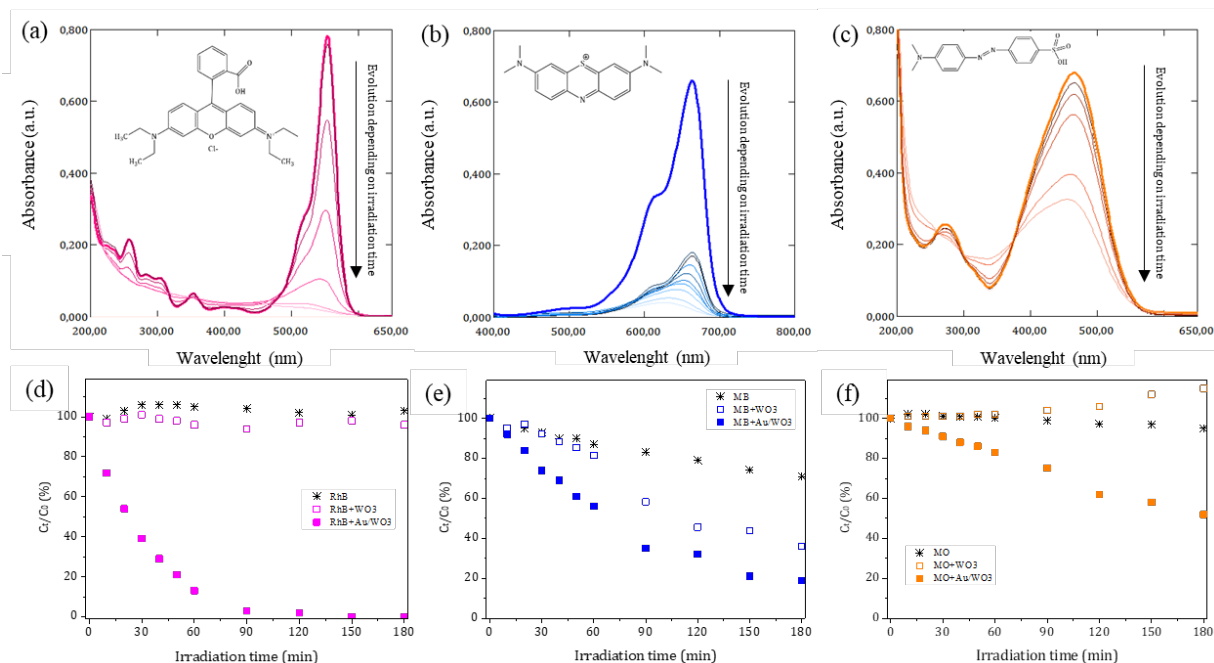 (a)
0,800
0,800
0,600
0,400
0,200
0,000
200,00 300,00 400,00 500,00 650,00
Absorbance (a.u.)
Wavelenght (nm)
Evolution depending on irradiation time
O
OH
H3C
N
O
N
CH3
H3C
CH3
Cl-
(b)
0,800
0,800
0,600
0,400
0,200
0,000
400,00 500,00 600,00 700,00 800,00
Absorbance (a.u.)
Wavelenght (nm)
Evolution depending on irradiation time
N
S
⊕
N
N
(c)
0,800
0,800
0,600
0,400
0,200
0,000
200,00 300,00 400,00 500,00 650,00
Absorbance (a.u.)
Wavelenght (nm)
Evolution depending on irradiation time
N
N
N
S
O
O
OH
(d)
100
80
60
40
20
0
0 30 60 90 120 150 180
Ct/C0 (%)
Irradiation time (min)
RhB
RhB+WO3
RhB+Au/WO3
(e)
100
80
60
40
20
0
0 30 60 90 120 150 180
Ct/C0 (%)
Irradiation time (min)
MB
MB+WO3
MB+Au/WO3
(f)
100
80
60
40
20
0
0 30 60 90 120 150 180
Ct/C0 (%)
Irradiation time (min)
MO
MO+WO3
MO+Au/WO3